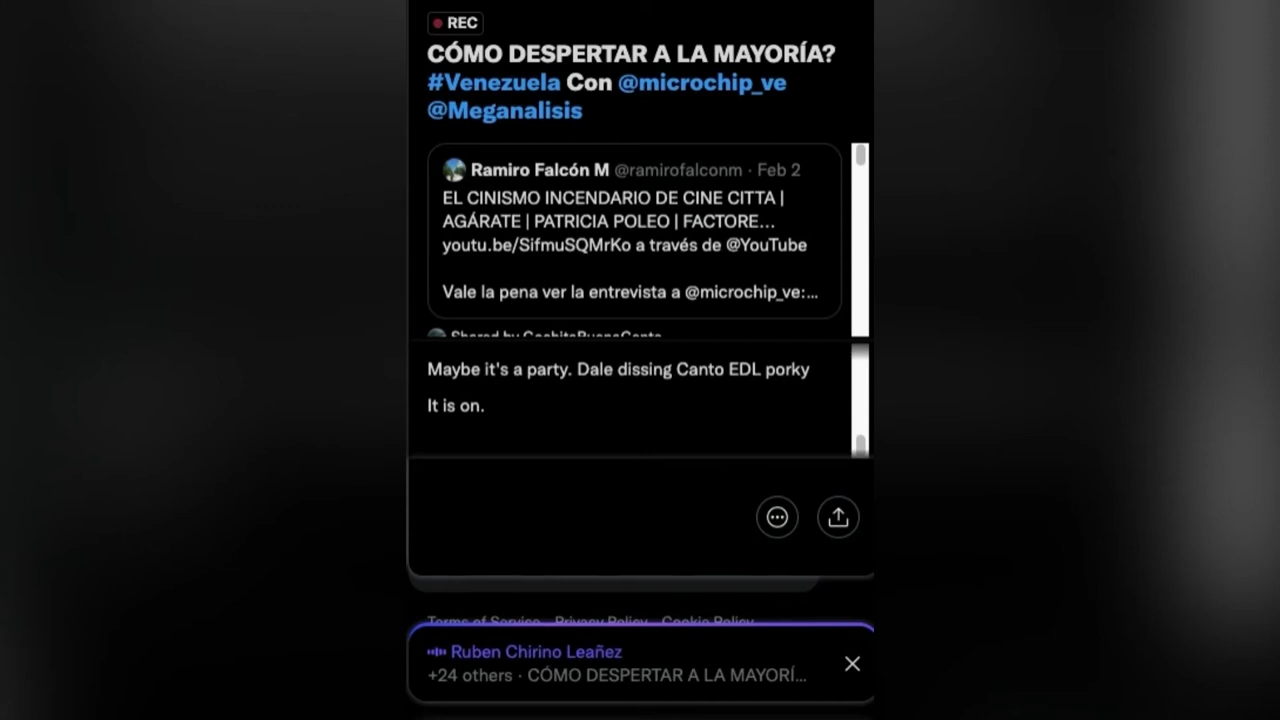 REC
CÓMO DESPERTAR A LA MAYORÍA?
#Venezuela Con @microchip_ve
@Meganalisis
Ramiro Falcón M @ramirofalconm · Feb 2
EL CINISMO INCENDARIO DE CINE CITTA |
AGÁRATE | PATRICIA POLEO | FACTORE...
youtu.be/SifmuSQMrKo a través de @YouTube
Vale la pena ver la entrevista a @microchip_ve:...
Shared by
Maybe it's a party. Dale dissing Canto EDL porky
It is on.
Terms of Service Privacy Policy Cookie Policy
Ruben Chirino Leañez
+24 others · CÓMO DESPERTAR A LA MAYORÍ...